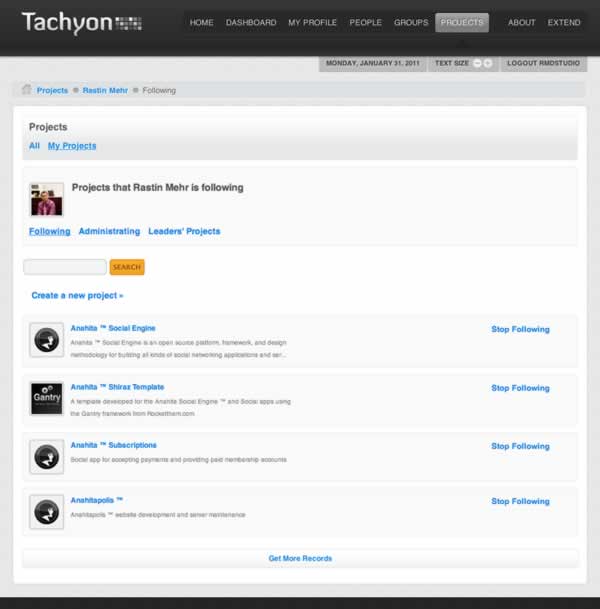 Tachyon
HOME DASHBOARD MY PROFILE PEOPLE GROUPS PROJECTS ABOUT EXTEND
MONDAY, JANUARY 31, 2011 TEXT SIZE LOGOUT RMDSTUDIO
Projects Rastin Mehr Following
Projects
All My Projects
Projects that Rastin Mehr is following
Following Administrating Leaders' Projects
SEARCH
Create a new project »
Anahita ™ Social Engine
Stop Following
Anahita ™ Social Engine is an open source platform, framework, and design
methodology for building all kinds of social networking applications and ser...
Gantry
Anahita ™ Shiraz Template
Stop Following
A template developed for the Anahita Social Engine ™ and Social apps using
the Gantry framework from Rockettheme.com
Anahita ™ Subscriptions
Stop Following
Social app for accepting payments and providing paid membership accounts
Anahitapolis ™
Stop Following
Anahitapolis ™ website development and server maintenance
Get More Records